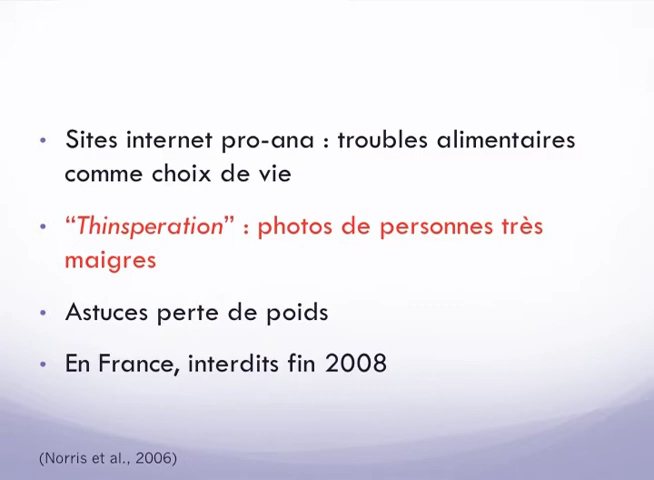 • Sites internet pro-ana : troubles alimentaires
comme choix de vie
• “Thinsperation” : photos de personnes très
maigres
• Astuces perte de poids
• En France, interdits fin 2008
(Norris et al., 2006)